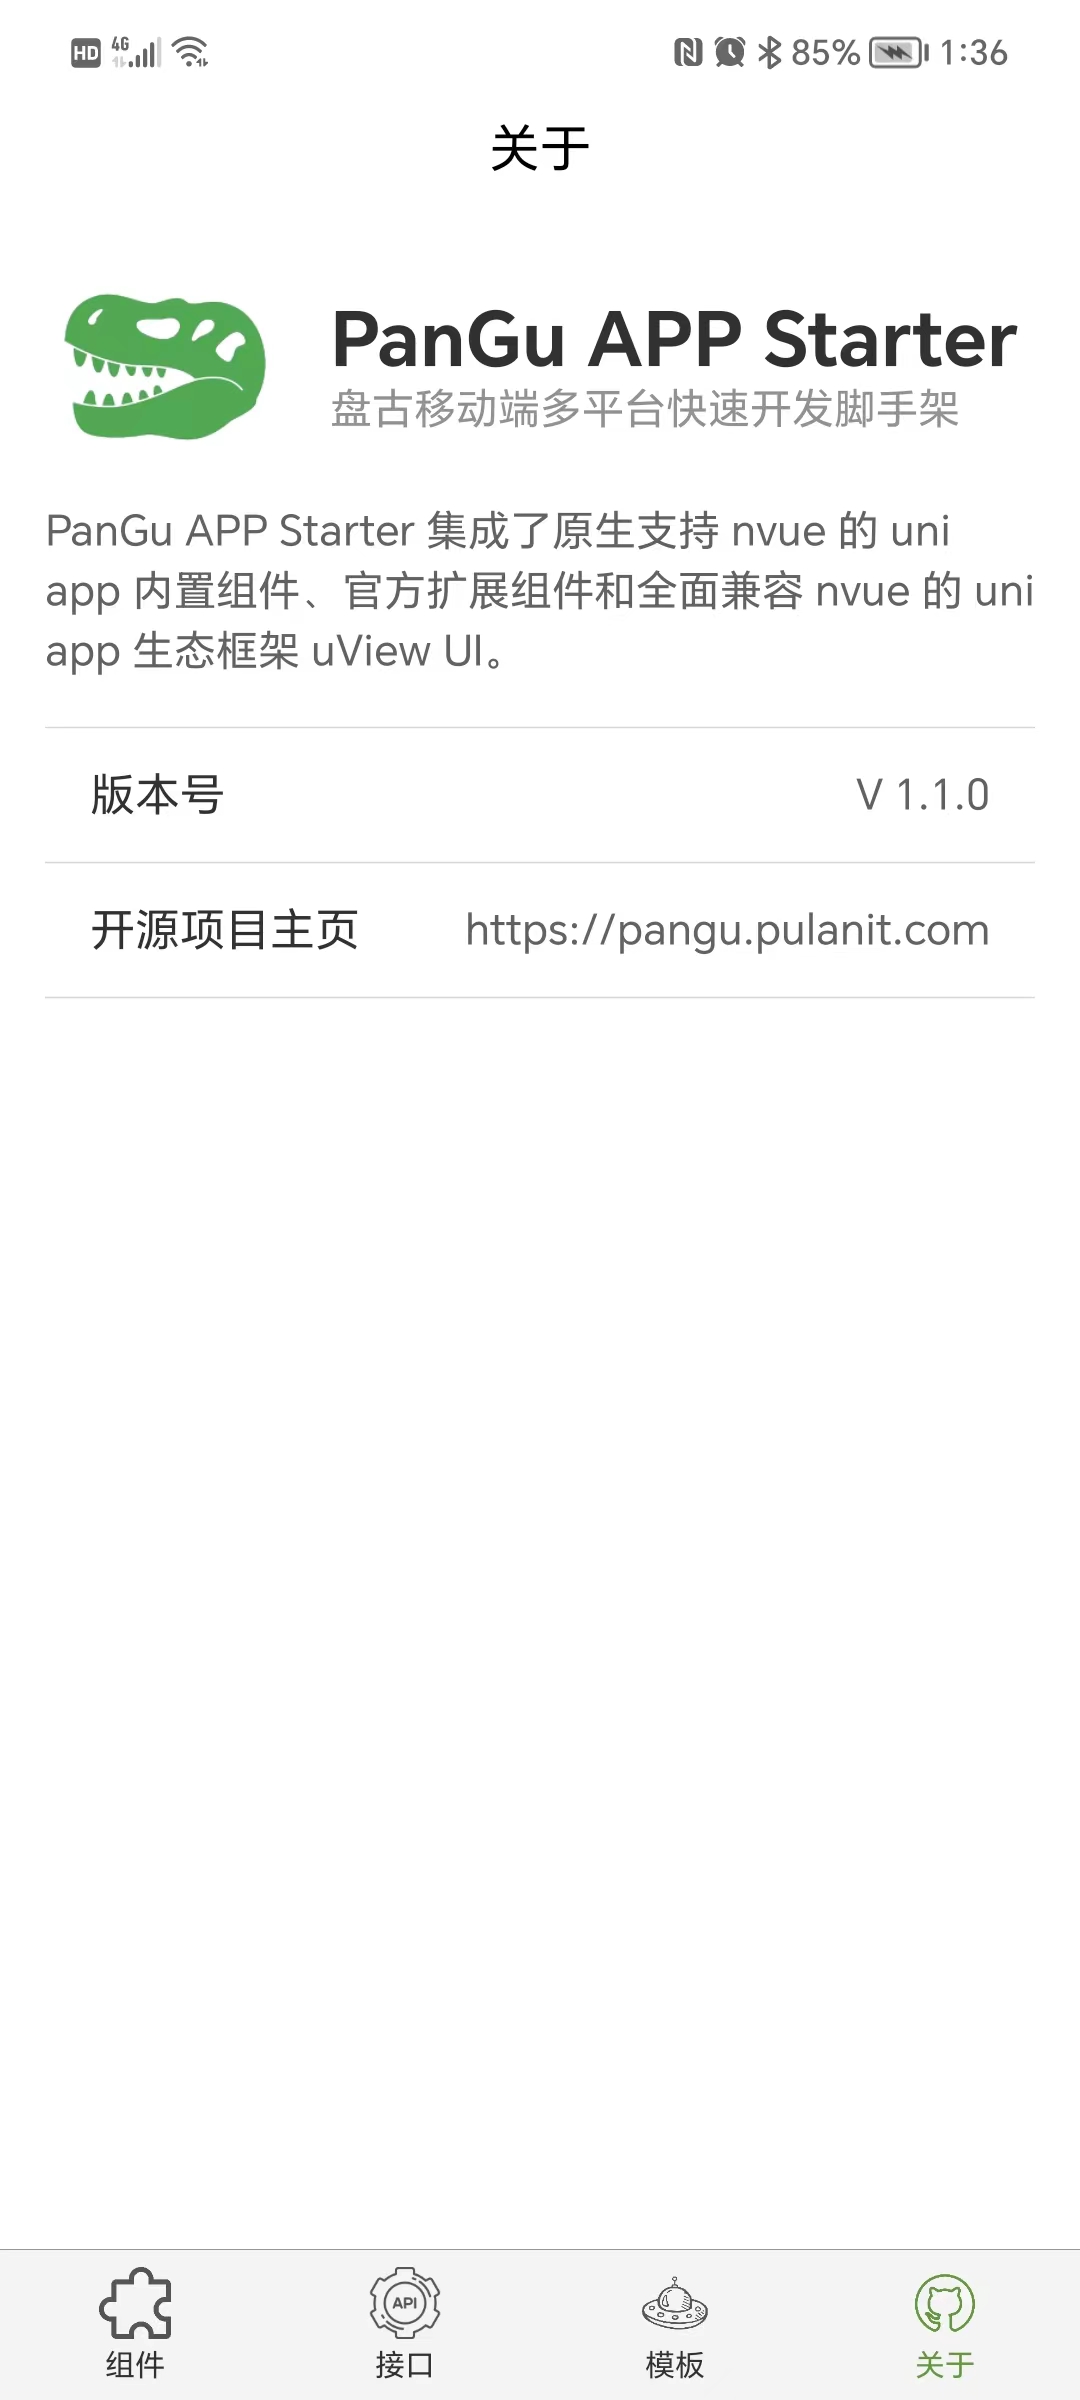 HD 4G 85% 1:36
关于
PanGu APP Starter
盘古移动端多平台快速开发脚手架
PanGu APP Starter 集成了原生支持 nvue 的 uni
app 内置组件、官方扩展组件和全面兼容 nvue 的 uni
app 生态框架 uView UI。
版本号 V 1.1.0
开源项目主页 https://pangu.pulanit.com
API
组件 接口 模板 关于